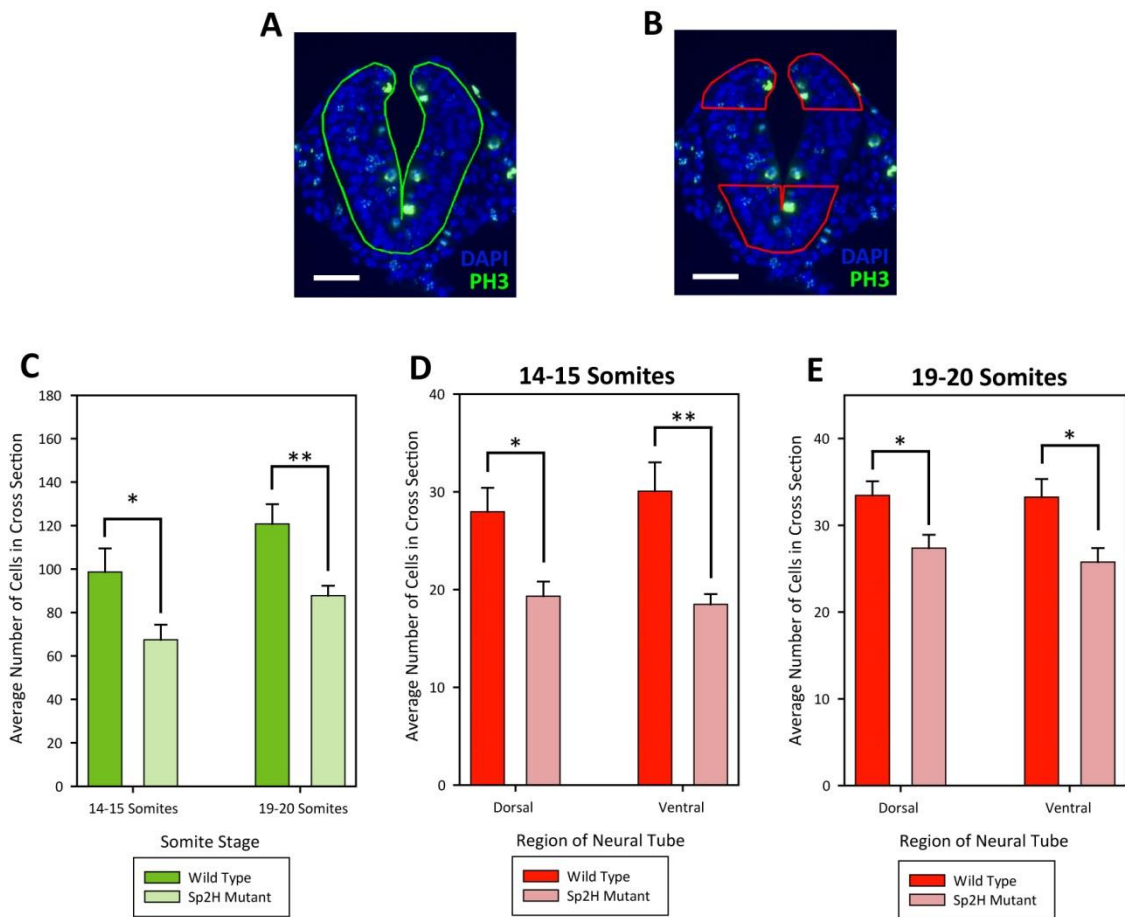 A
B
DAPI
PH3
DAPI
PH3
C
Average Number of Cells in Cross Section
180
160
140
120
100
80
60
40
20
0
*
**
14-15 Somites
19-20 Somites
Somite Stage
Wild Type
Sp2H Mutant
D
14-15 Somites
Average Number of Cells in Cross Section
40
30
20
10
0
*
**
Dorsal
Ventral
Region of Neural Tube
Wild Type
Sp2H Mutant
E
19-20 Somites
Average Number of Cells in Cross Section
40
30
20
10
0
*
*
Dorsal
Ventral
Region of Neural Tube
Wild Type
Sp2H Mutant